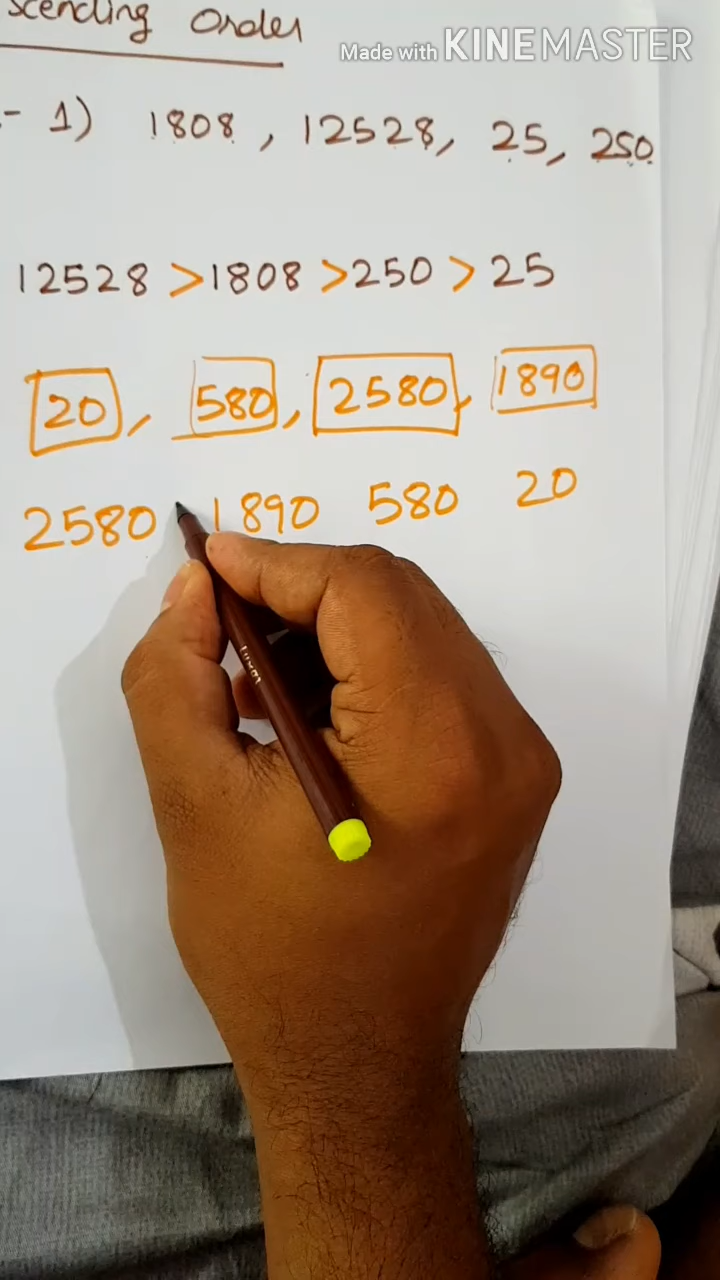 scending Order
Made with KINEMASTER
- 1) 1808 , 12528, 25, 250
12528 > 1808 > 250 > 25
20 , 580 , 2580 , 1890
2580 1890 580 20